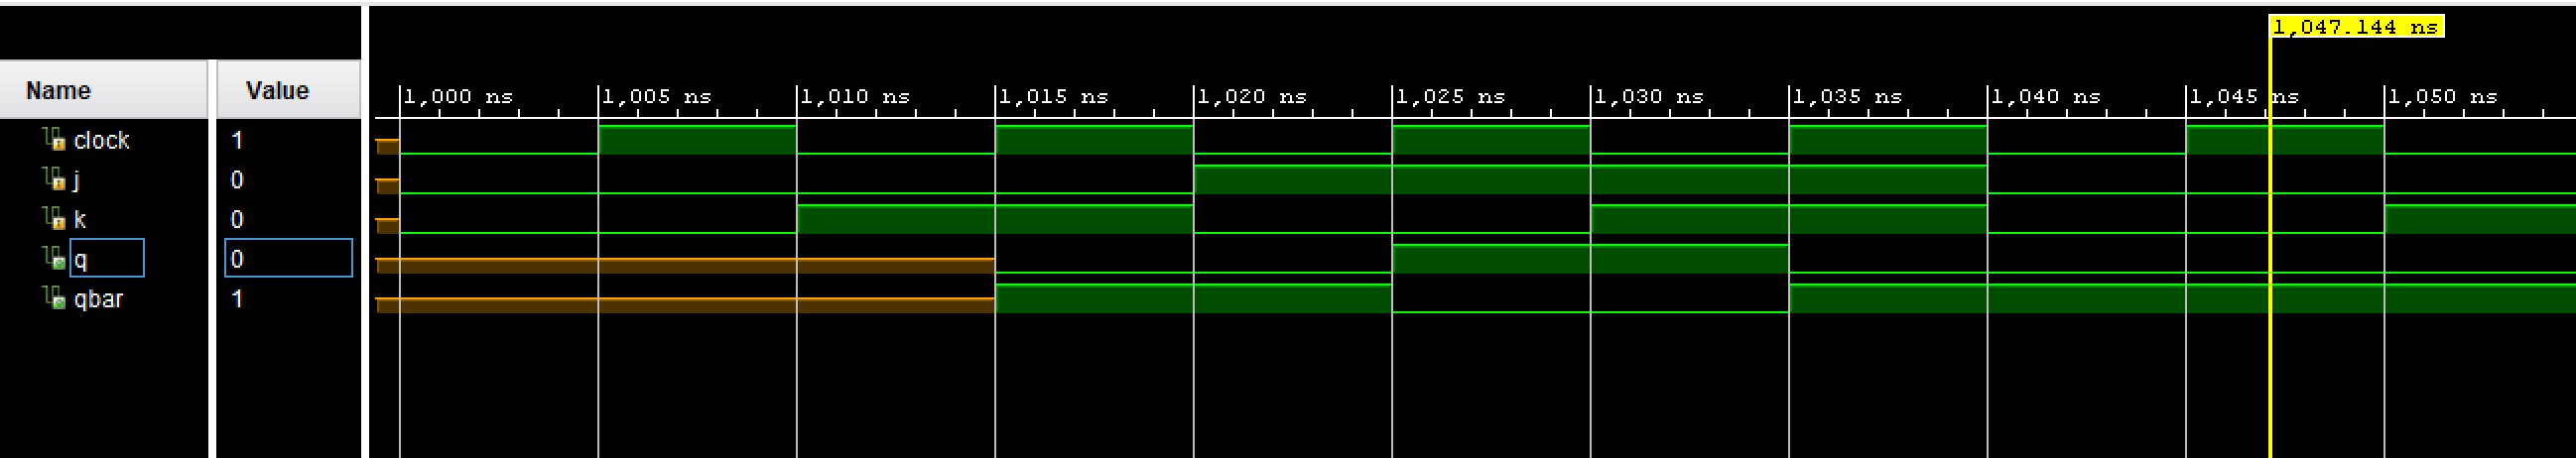 1,047.144 ns
Name Value
1,000 ns 1,005 ns 1,010 ns 1,015 ns 1,020 ns 1,025 ns 1,030 ns 1,035 ns 1,040 ns 1,045 ns 1,050 ns
clock 1
j 0
k 0
q 0
qbar 1